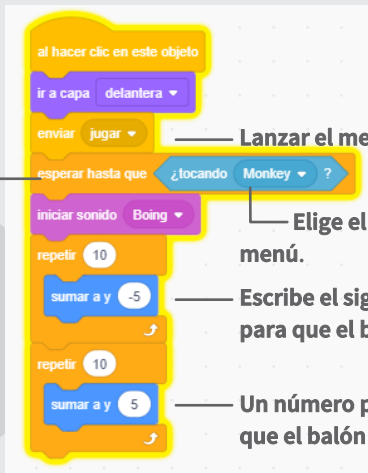 al hacer clic en este objeto
ir a capa delantera
enviar jugar
Lanzar el me
esperar hasta que ¿tocando Monkey ?
iniciar sonido Boing
Elige el
menú.
repetir 10
sumar a y -5
Escribe el sig
para que el b
repetir 10
sumar a y 5
Un número p
que el balón